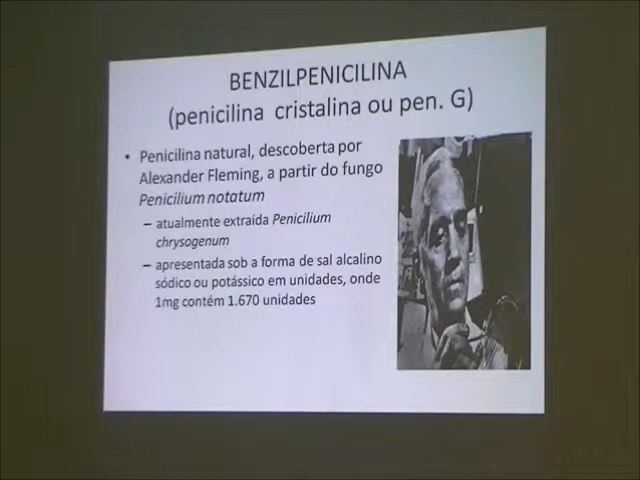 BENZILPENICILINA
(penicilina cristalina ou pen. G)
• Penicilina natural, descoberta por
Alexander Fleming, a partir do fungo
Penicilium notatum
– atualmente extraída Penicilium
chrysogenum
– apresentada sob a forma de sal alcalino
sódico ou potássico em unidades, onde
1mg contém 1.670 unidades